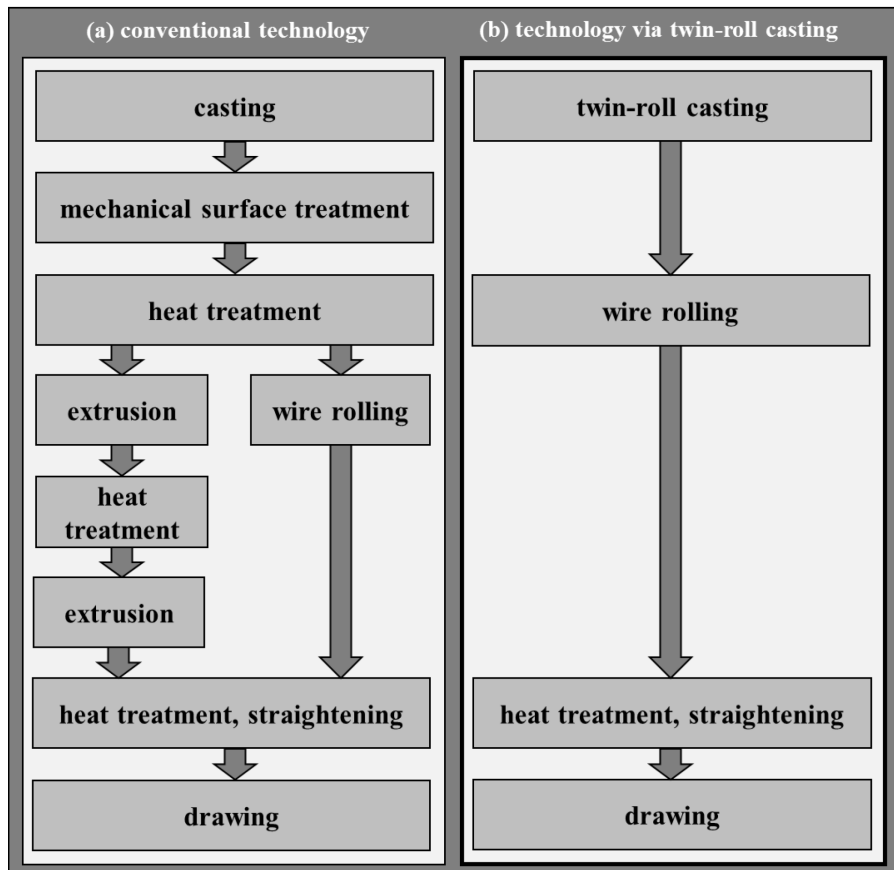 (a) conventional technology
casting
mechanical surface treatment
heat treatment
extrusion
wire rolling
heat
treatment
extrusion
heat treatment, straightening
drawing
(b) technology via twin-roll casting
twin-roll casting
wire rolling
heat treatment, straightening
drawing